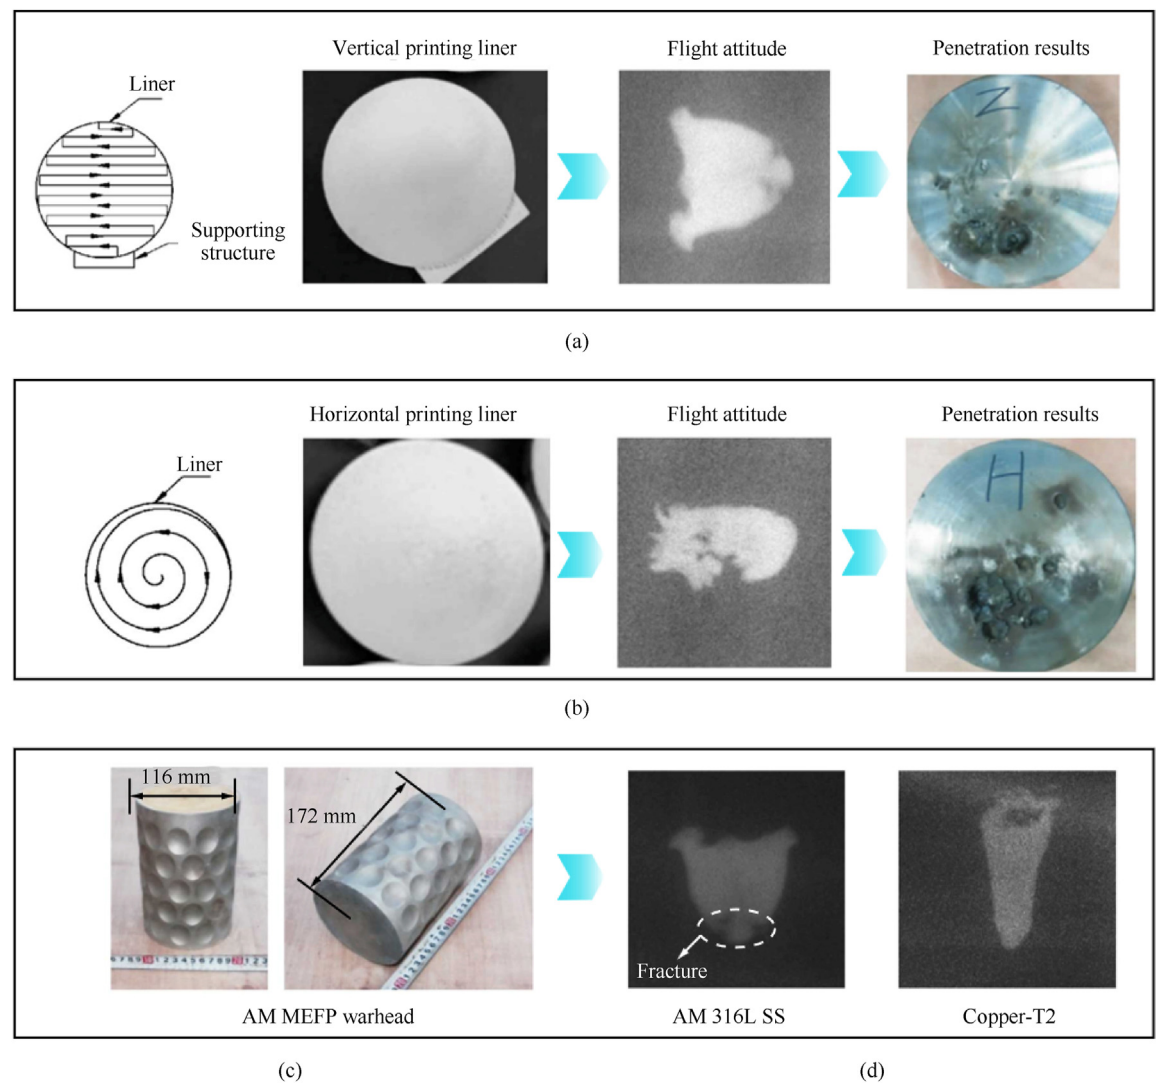 Vertical printing liner
Flight attitude
Penetration results
Liner
Supporting
structure
Z
(a)
Horizontal printing liner
Flight attitude
Penetration results
Liner
H
(b)
116 mm
172 mm
Fracture
AM MEFP warhead
AM 316L SS
Copper-T2
(c)
(d)